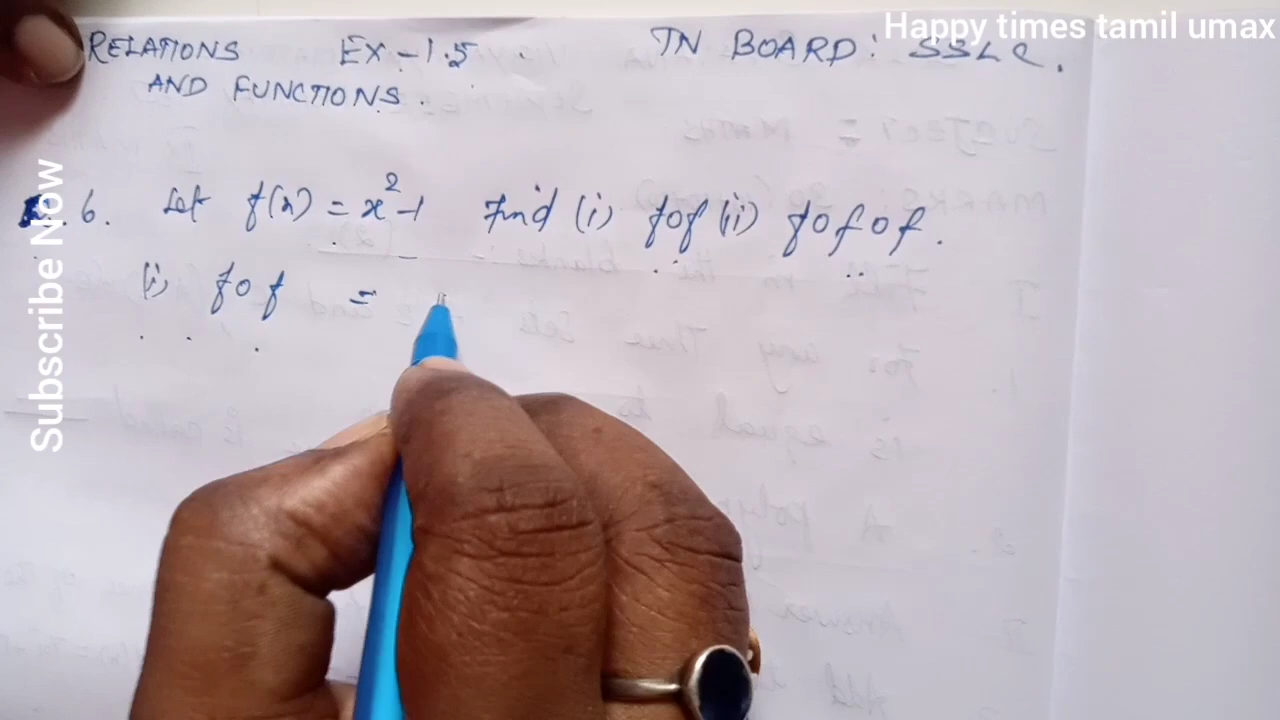 Happy times tamil umax
RELATIONS EX-1.5 TN BOARD: SSLC.
AND FUNCTIONS.
6. Let f(x) = x²-1 Find (i) fof (ii) fofof.
(i) fof =
Subscribe Now